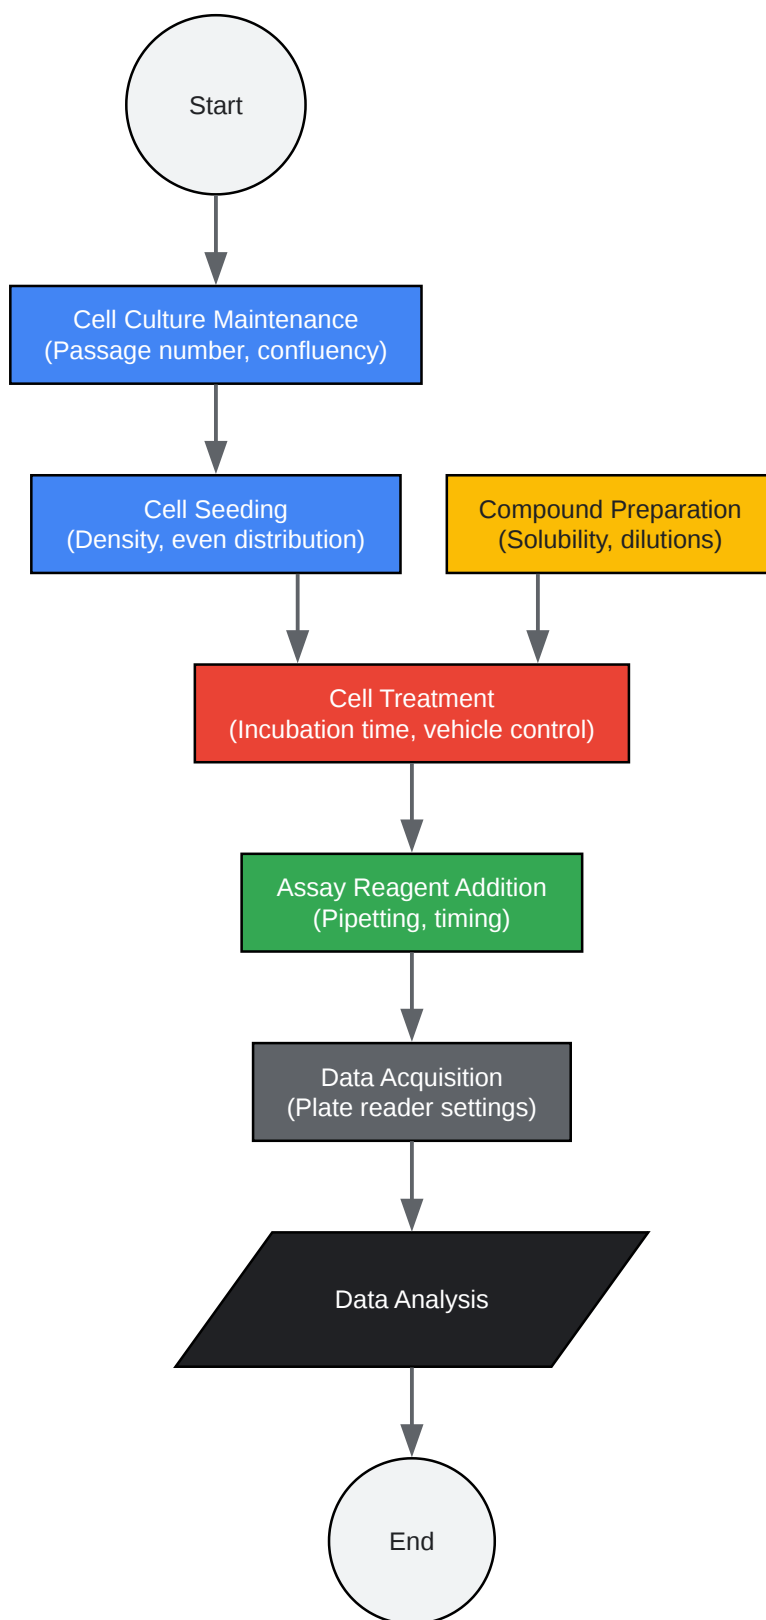 Start
Cell Culture Maintenance
(Passage number, confluency)
Cell Seeding
(Density, even distribution)
Compound Preparation
(Solubility, dilutions)
Cell Treatment
(Incubation time, vehicle control)
Assay Reagent Addition
(Pipetting, timing)
Data Acquisition
(Plate reader settings)
Data Analysis
End